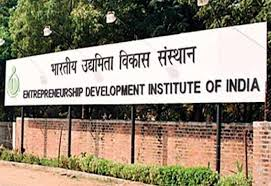 भारतीय उद्यमिता विकास संस्थान
ENTREPRENEURSHIP DEVELOPMENT INSTITUTE OF INDIA